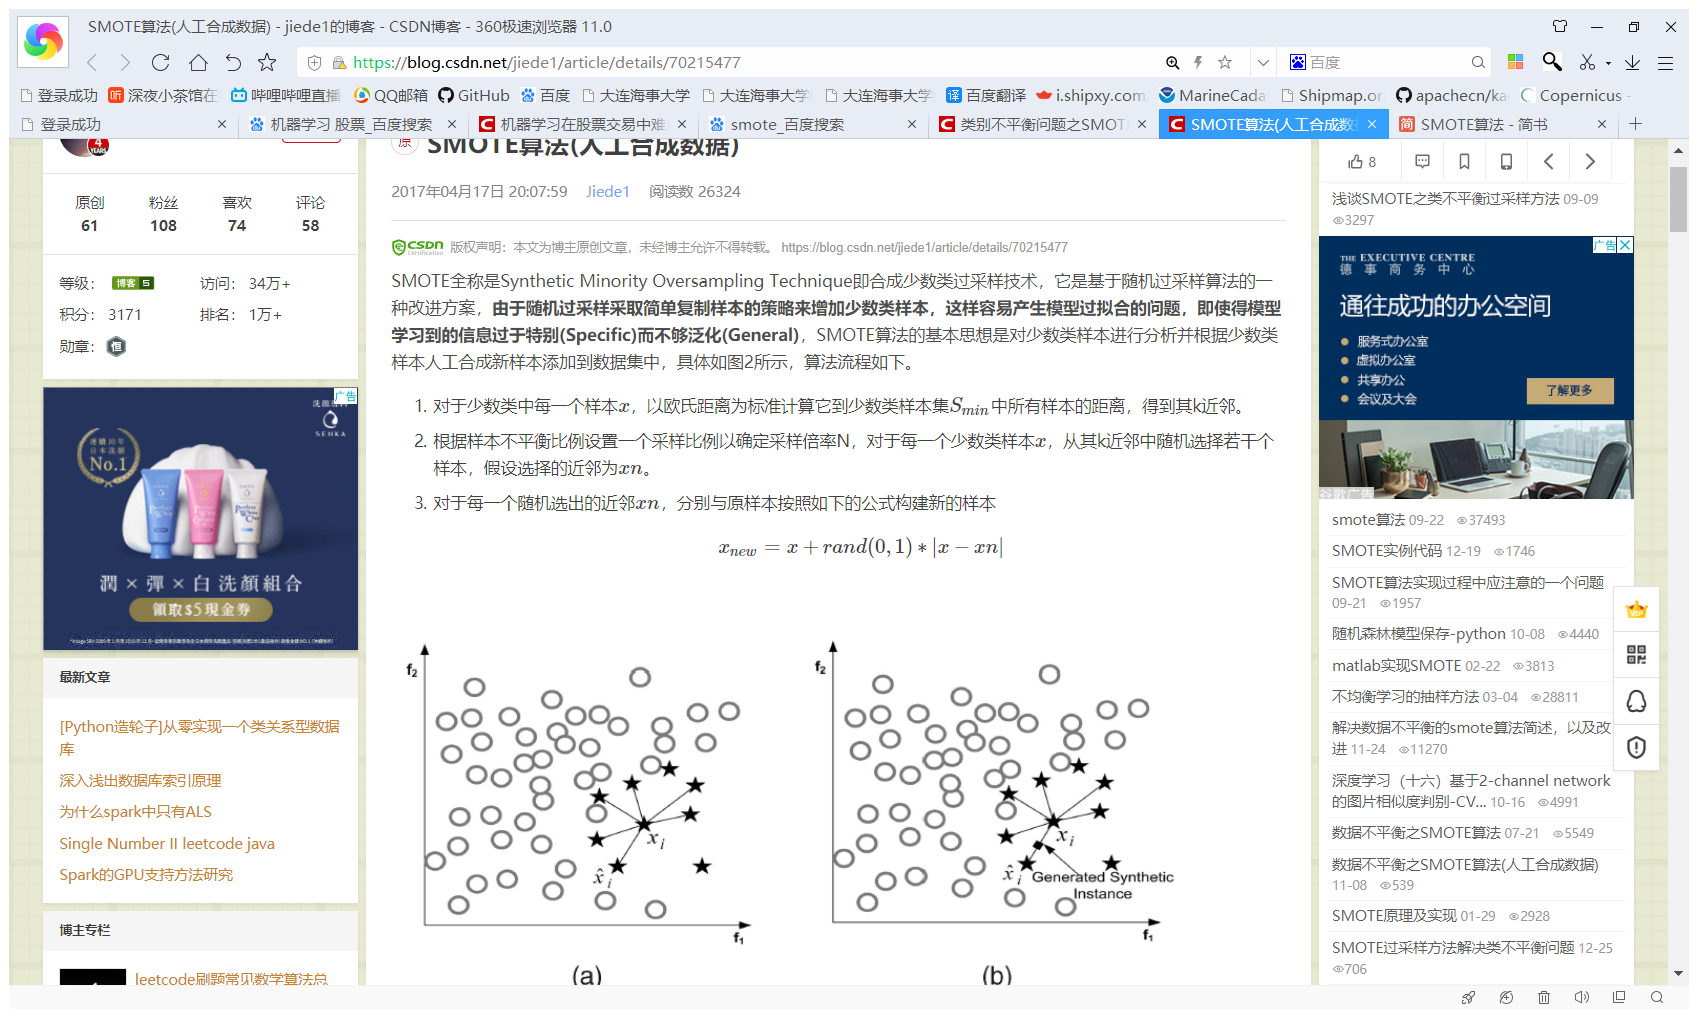 SMOTE算法(人工合成数据) - jiede1的博客 - CSDN博客 - 360极速浏览器 11.0
https://blog.csdn.net/jiede1/article/details/70215477
百度
登录成功 深夜小茶馆在 哔哩哔哩直播 QQ邮箱 GitHub 百度 大连海事大学 大连海事大学 大连海事大学 百度翻译 i.shipxy.com MarineCada Shipmap.or apachecn/ka Copernicus -
登录成功 机器学习 股票_百度搜索 机器学习在股票交易中难 smote_百度搜索 类别不平衡问题之SMOT SMOTE算法(人工合成数据 SMOTE算法 - 简书
4
YEARS
原创 粉丝 喜欢 评论
61 108 74 58
等级： 博客 5 访问： 34万+
积分： 3171 排名： 1万+
勋章： 恒
广告
SENKA
No.1
潤 × 彈 × 白 洗顏組合
領取$5現金券
最新文章
[Python造轮子]从零实现一个类关系型数据
库
深入浅出数据库索引原理
为什么spark中只有ALS
Single Number II leetcode java
Spark的GPU支持方法研究
博主专栏
leetcode刷题常见数学算法总
原 SMOTE算法(人工合成数据)
2017年04月17日 20:07:59 Jiede1 阅读数 26324
CSDN Certification 版权声明：本文为博主原创文章，未经博主允许不得转载。 https://blog.csdn.net/jiede1/article/details/70215477
SMOTE全称是Synthetic Minority Oversampling Technique即合成少数类过采样技术，它是基于随机过采样算法的一
种改进方案，由于随机过采样采取简单复制样本的策略来增加少数类样本，这样容易产生模型过拟合的问题，即使得模型
学习到的信息过于特别(Specific)而不够泛化(General)，SMOTE算法的基本思想是对少数类样本进行分析并根据少数类
样本人工合成新样本添加到数据集中，具体如图2所示，算法流程如下。
1. 对于少数类中每一个样本x，以欧氏距离为标准计算它到少数类样本集Smin中所有样本的距离，得到其k近邻。
2. 根据样本不平衡比例设置一个采样比例以确定采样倍率N，对于每一个少数类样本x，从其k近邻中随机选择若干个
样本，假设选择的近邻为xn。
3. 对于每一个随机选出的近邻xn，分别与原样本按照如下的公式构建新的样本
xnew = x + rand(0, 1) ∗ |x − xn|
f2
xi
x̂i
f1
(a)
f2
xi
x̂i
Generated Synthetic
Instance
f1
(b)
8
浅谈SMOTE之类不平衡过采样方法 09-09
3297
广告
THE EXECUTIVE CENTRE
德事商务中心
通往成功的办公空间
服务式办公室
虚拟办公室
共享办公
会议及大会
了解更多
谷歌广告
smote算法 09-22 37493
SMOTE实例代码 12-19 1746
SMOTE算法实现过程中应注意的一个问题
09-21 1957
随机森林模型保存-python 10-08 4440
matlab实现SMOTE 02-22 3813
不均衡学习的抽样方法 03-04 28811
解决数据不平衡的smote算法简述，以及改
进 11-24 11270
深度学习（十六）基于2-channel network
的图片相似度判别-CV... 10-16 4991
数据不平衡之SMOTE算法 07-21 5549
数据不平衡之SMOTE算法(人工合成数据)
11-08 539
SMOTE原理及实现 01-29 2928
SMOTE过采样方法解决类不平衡问题 12-25
706